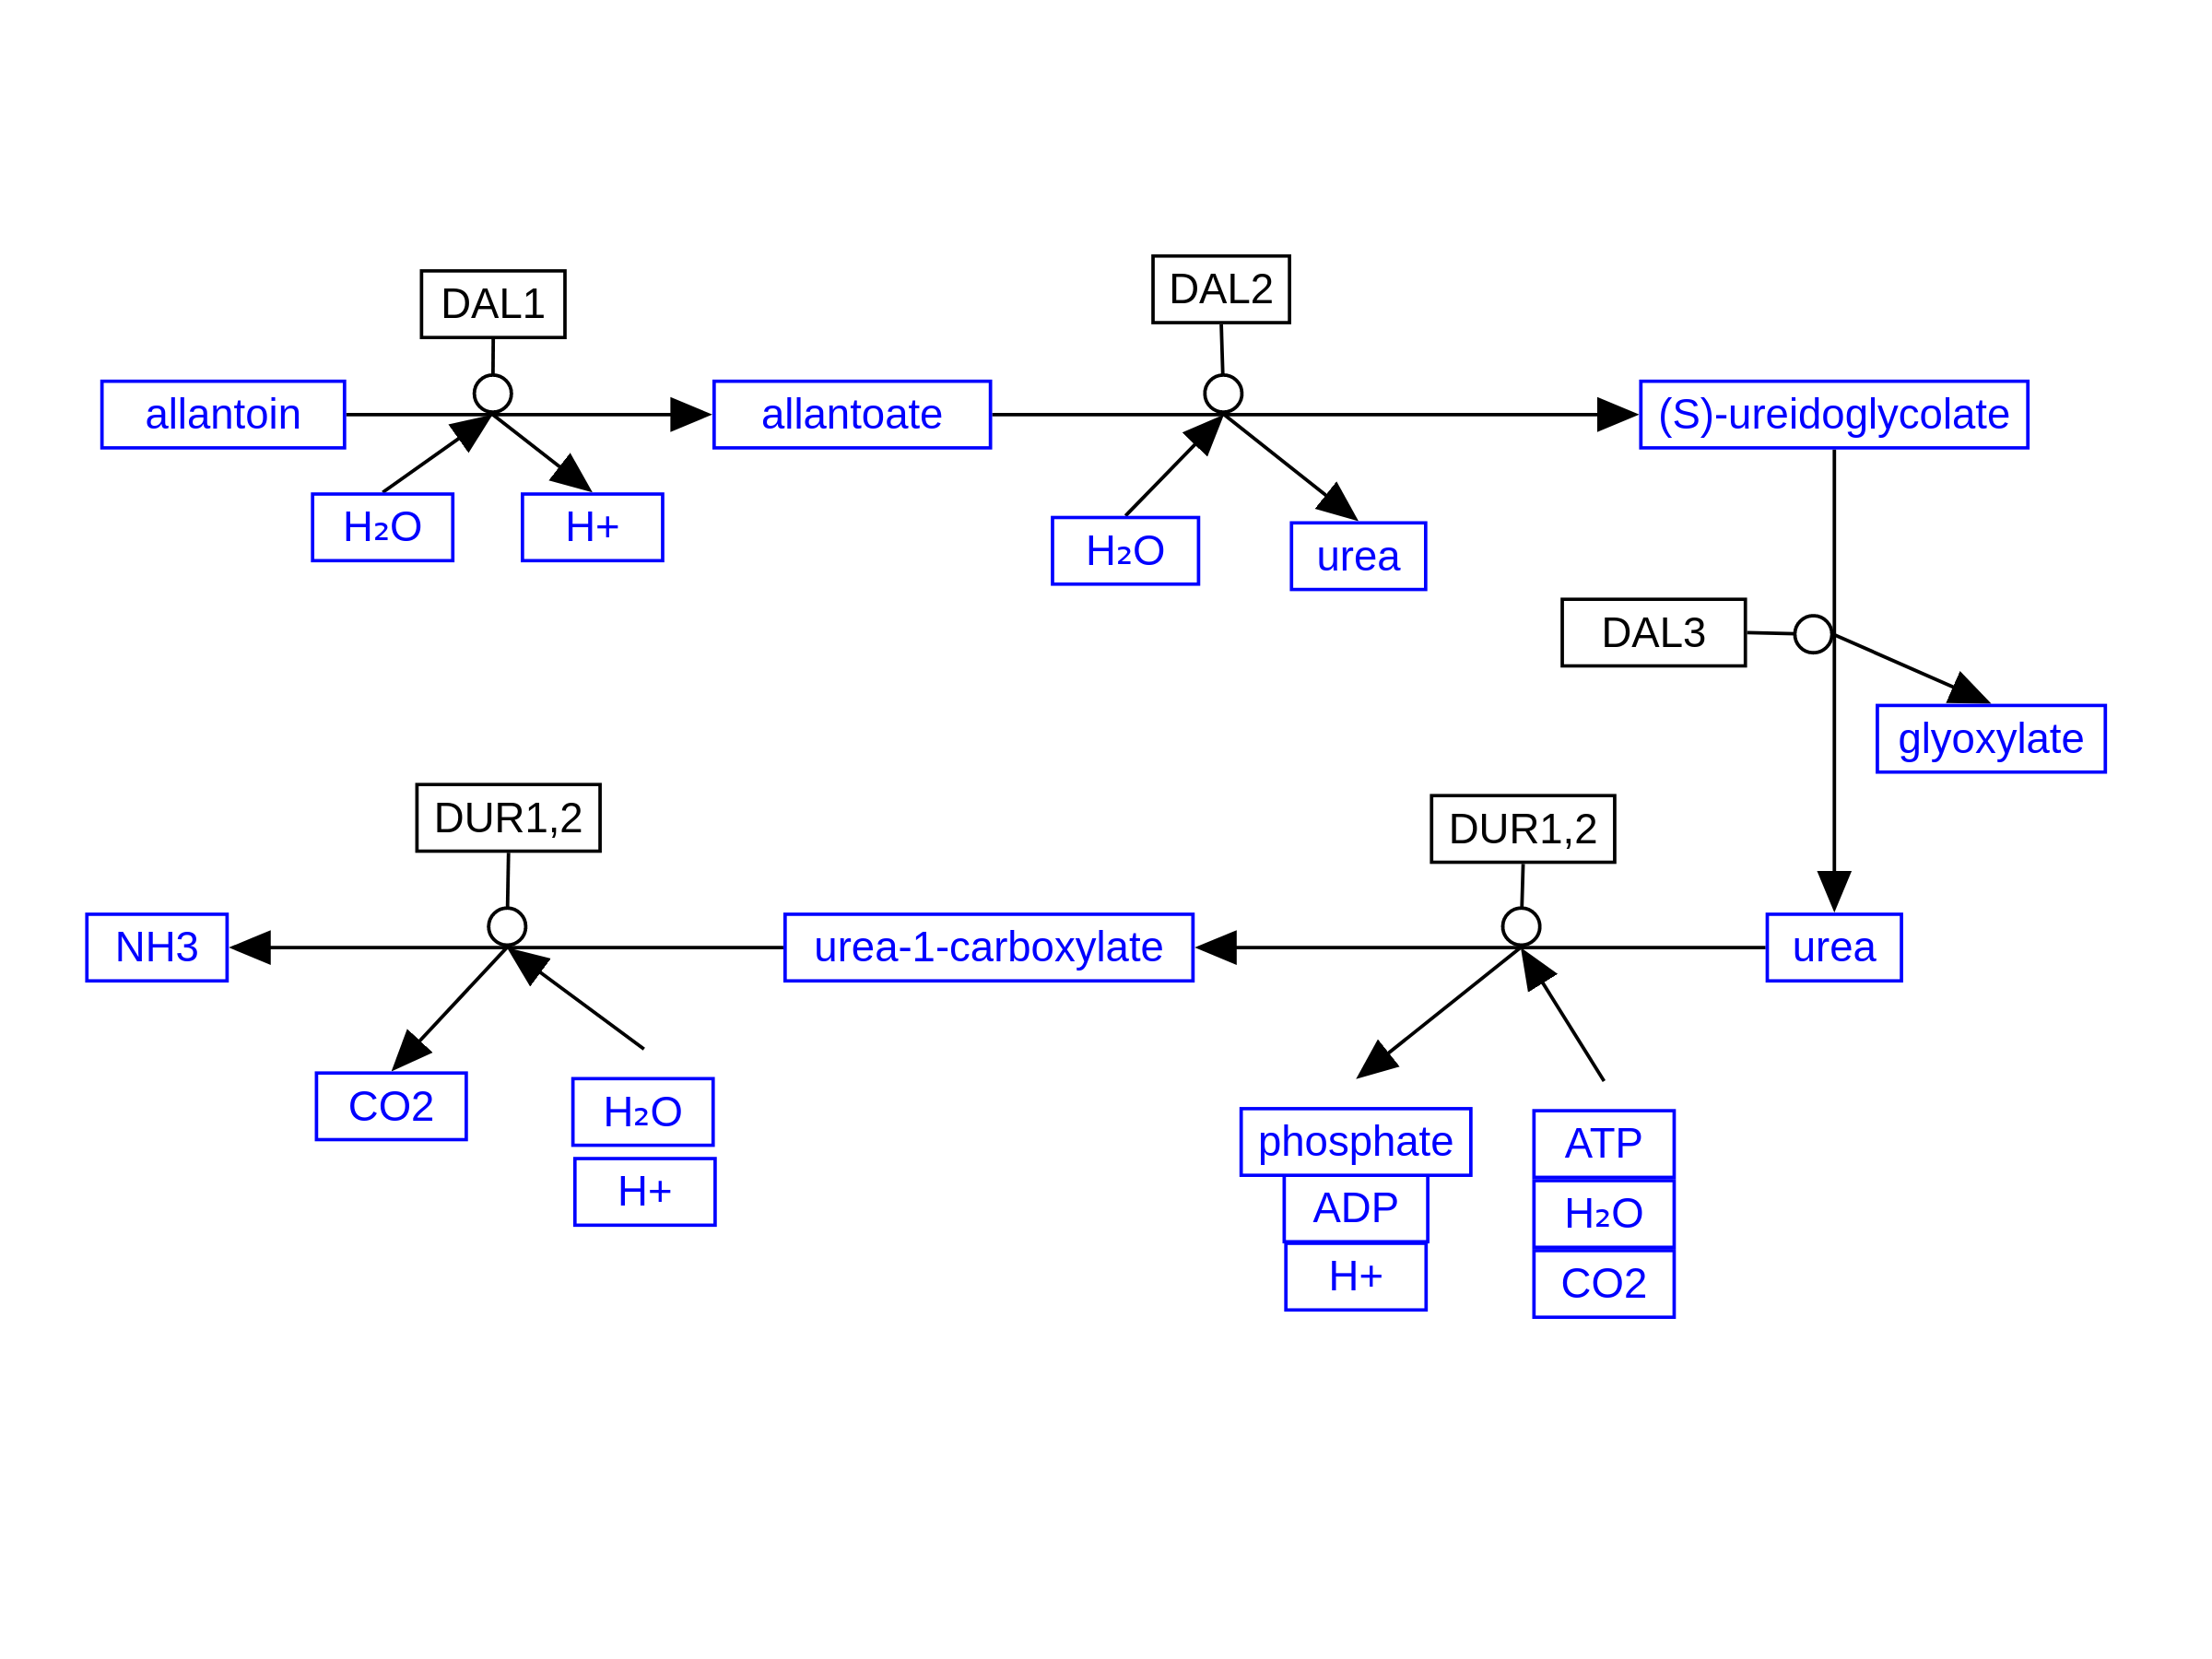 DAL1
DAL2
allantoin
allantoate
(S)-ureidoglycolate
H₂O
H+
H₂O
urea
DAL3
glyoxylate
DUR1,2
DUR1,2
NH3
urea-1-carboxylate
urea
CO2
H₂O
H+
phosphate
ADP
H+
ATP
H₂O
CO2